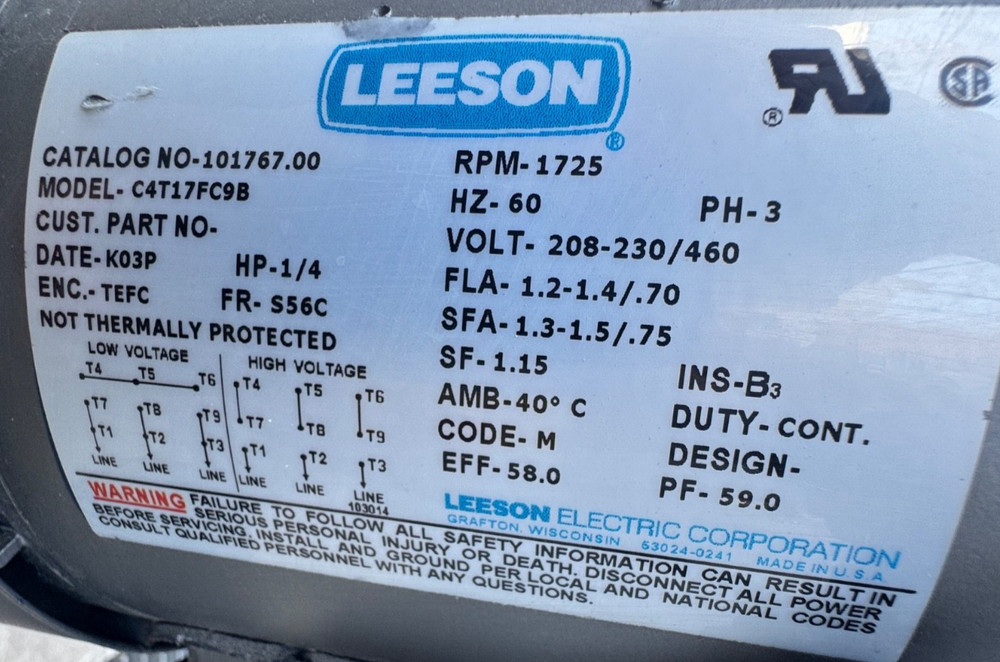 LEESON
®
®
CATALOG NO-101767.00
MODEL- C4T17FC9B
CUST. PART NO-
DATE- K03P HP-1/4
ENC.- TEFC FR- S56C
NOT THERMALLY PROTECTED
RPM- 1725
HZ- 60 PH-3
VOLT- 208-230/460
FLA- 1.2-1.4/.70
SFA- 1.3-1.5/.75
SF- 1.15
INS-B3
AMB-40° C
DUTY- CONT.
CODE- M
DESIGN-
EFF-58.0
PF- 59.0
LOW VOLTAGE HIGH VOLTAGE
T4 T5 T6 T4 T5 T6
T7 T8 T9 T7 T8 T9
T1 T2 T3 T1 T2 T3
LINE LINE LINE LINE LINE LINE
103014
LEESON ELECTRIC CORPORATION
GRAFTON, WISCONSIN 53024-0241 MADE IN U.S.A
WARNING FAILURE TO FOLLOW ALL SAFETY INFORMATION CAN RESULT IN
SERIOUS PERSONAL INJURY OR DEATH. DISCONNECT ALL POWER
BEFORE SERVICING, INSTALL AND GROUND PER LOCAL AND NATIONAL CODES
CONSULT QUALIFIED PERSONNEL WITH ANY QUESTIONS.